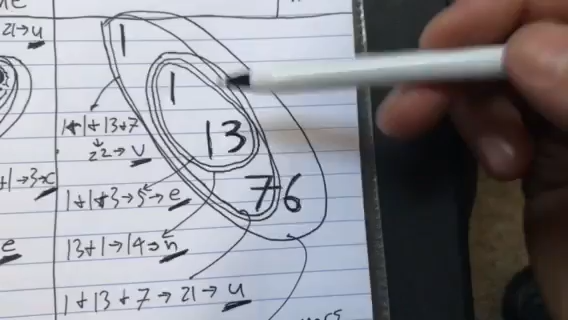 21→u
1
1
13
76
1+1+13+7
22→v
+1→3→c
1+1+3→5→e
e
13+1→14→n
1+13+7→21→u